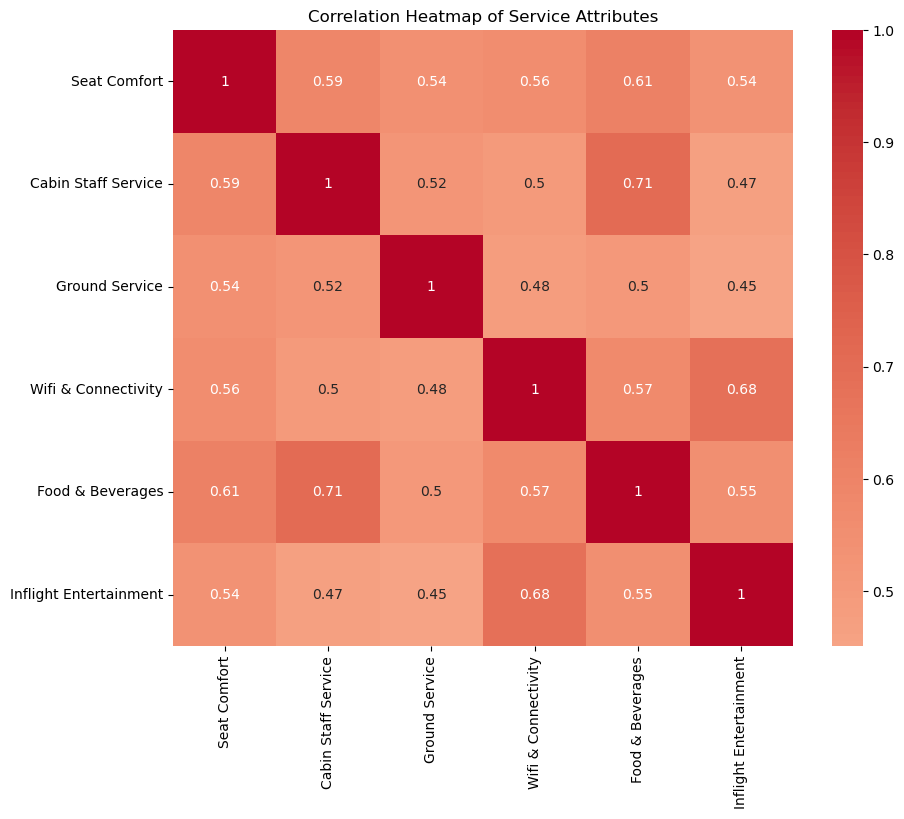 Correlation Heatmap of Service Attributes
Seat Comfort 1 0.59 0.54 0.56 0.61 0.54
Cabin Staff Service 0.59 1 0.52 0.5 0.71 0.47
Ground Service 0.54 0.52 1 0.48 0.5 0.45
Wifi & Connectivity 0.56 0.5 0.48 1 0.57 0.68
Food & Beverages 0.61 0.71 0.5 0.57 1 0.55
Inflight Entertainment 0.54 0.47 0.45 0.68 0.55 1
Seat Comfort
Cabin Staff Service
Ground Service
Wifi & Connectivity
Food & Beverages
Inflight Entertainment
1.0
0.9
0.8
0.7
0.6
0.5